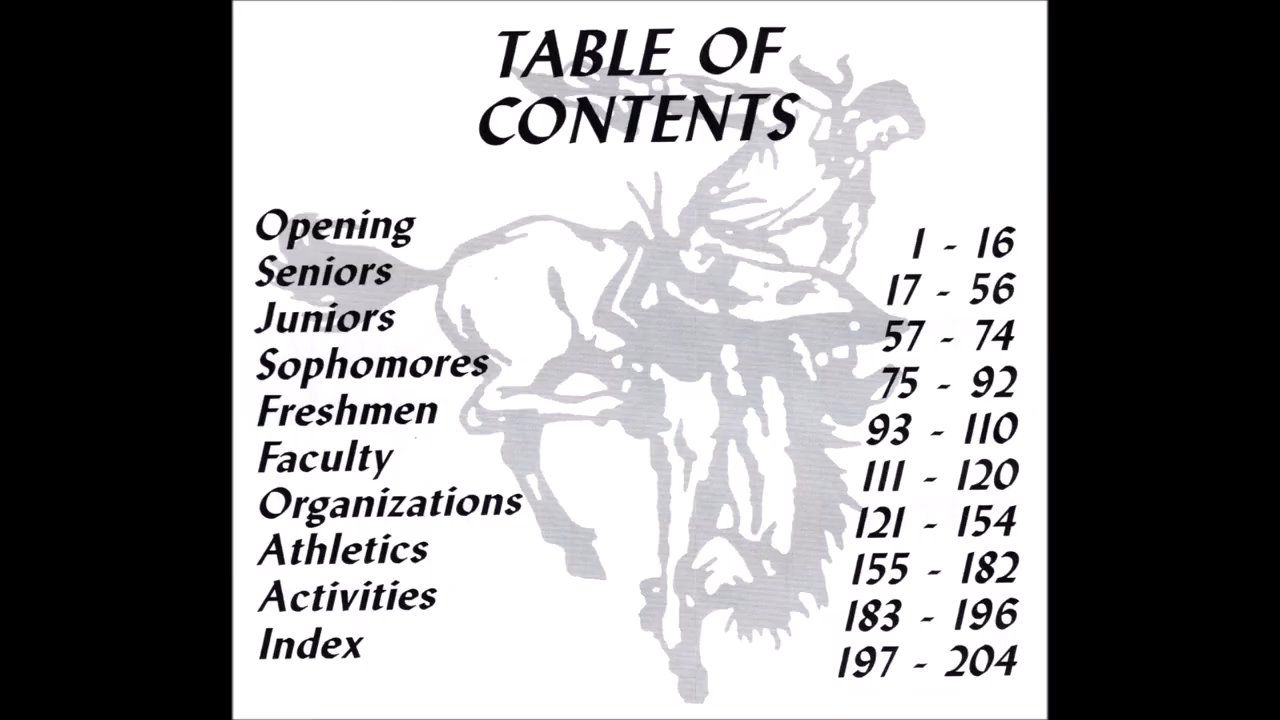 TABLE OF
CONTENTS
Opening 1 - 16
Seniors 17 - 56
Juniors 57 - 74
Sophomores 75 - 92
Freshmen 93 - 110
Faculty 111 - 120
Organizations 121 - 154
Athletics 155 - 182
Activities 183 - 196
Index 197 - 204